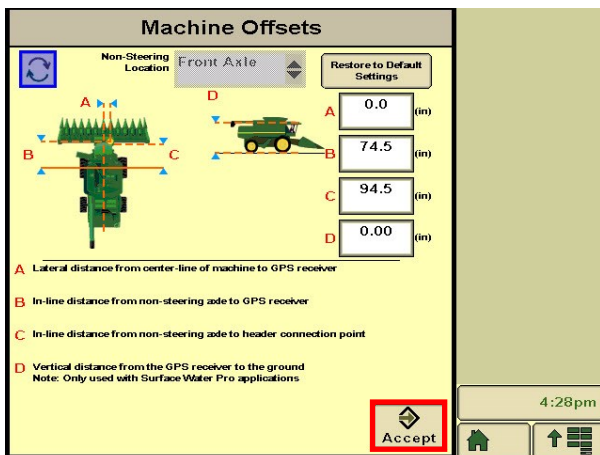 Machine Offsets
Non-Steering
Location
Front Axle
Restore to Default
Settings
A
D
A
0.0
(in)
B
C
B
74.5
(in)
C
94.5
(in)
D
0.00
(in)
A Lateral distance from center-line of machine to GPS receiver
B In-line distance from non-steering axle to GPS receiver
C In-line distance from non-steering axle to header connection point
D Vertical distance from the GPS receiver to the ground
Note: Only used with Surface Water Pro applications
Accept
4:28pm